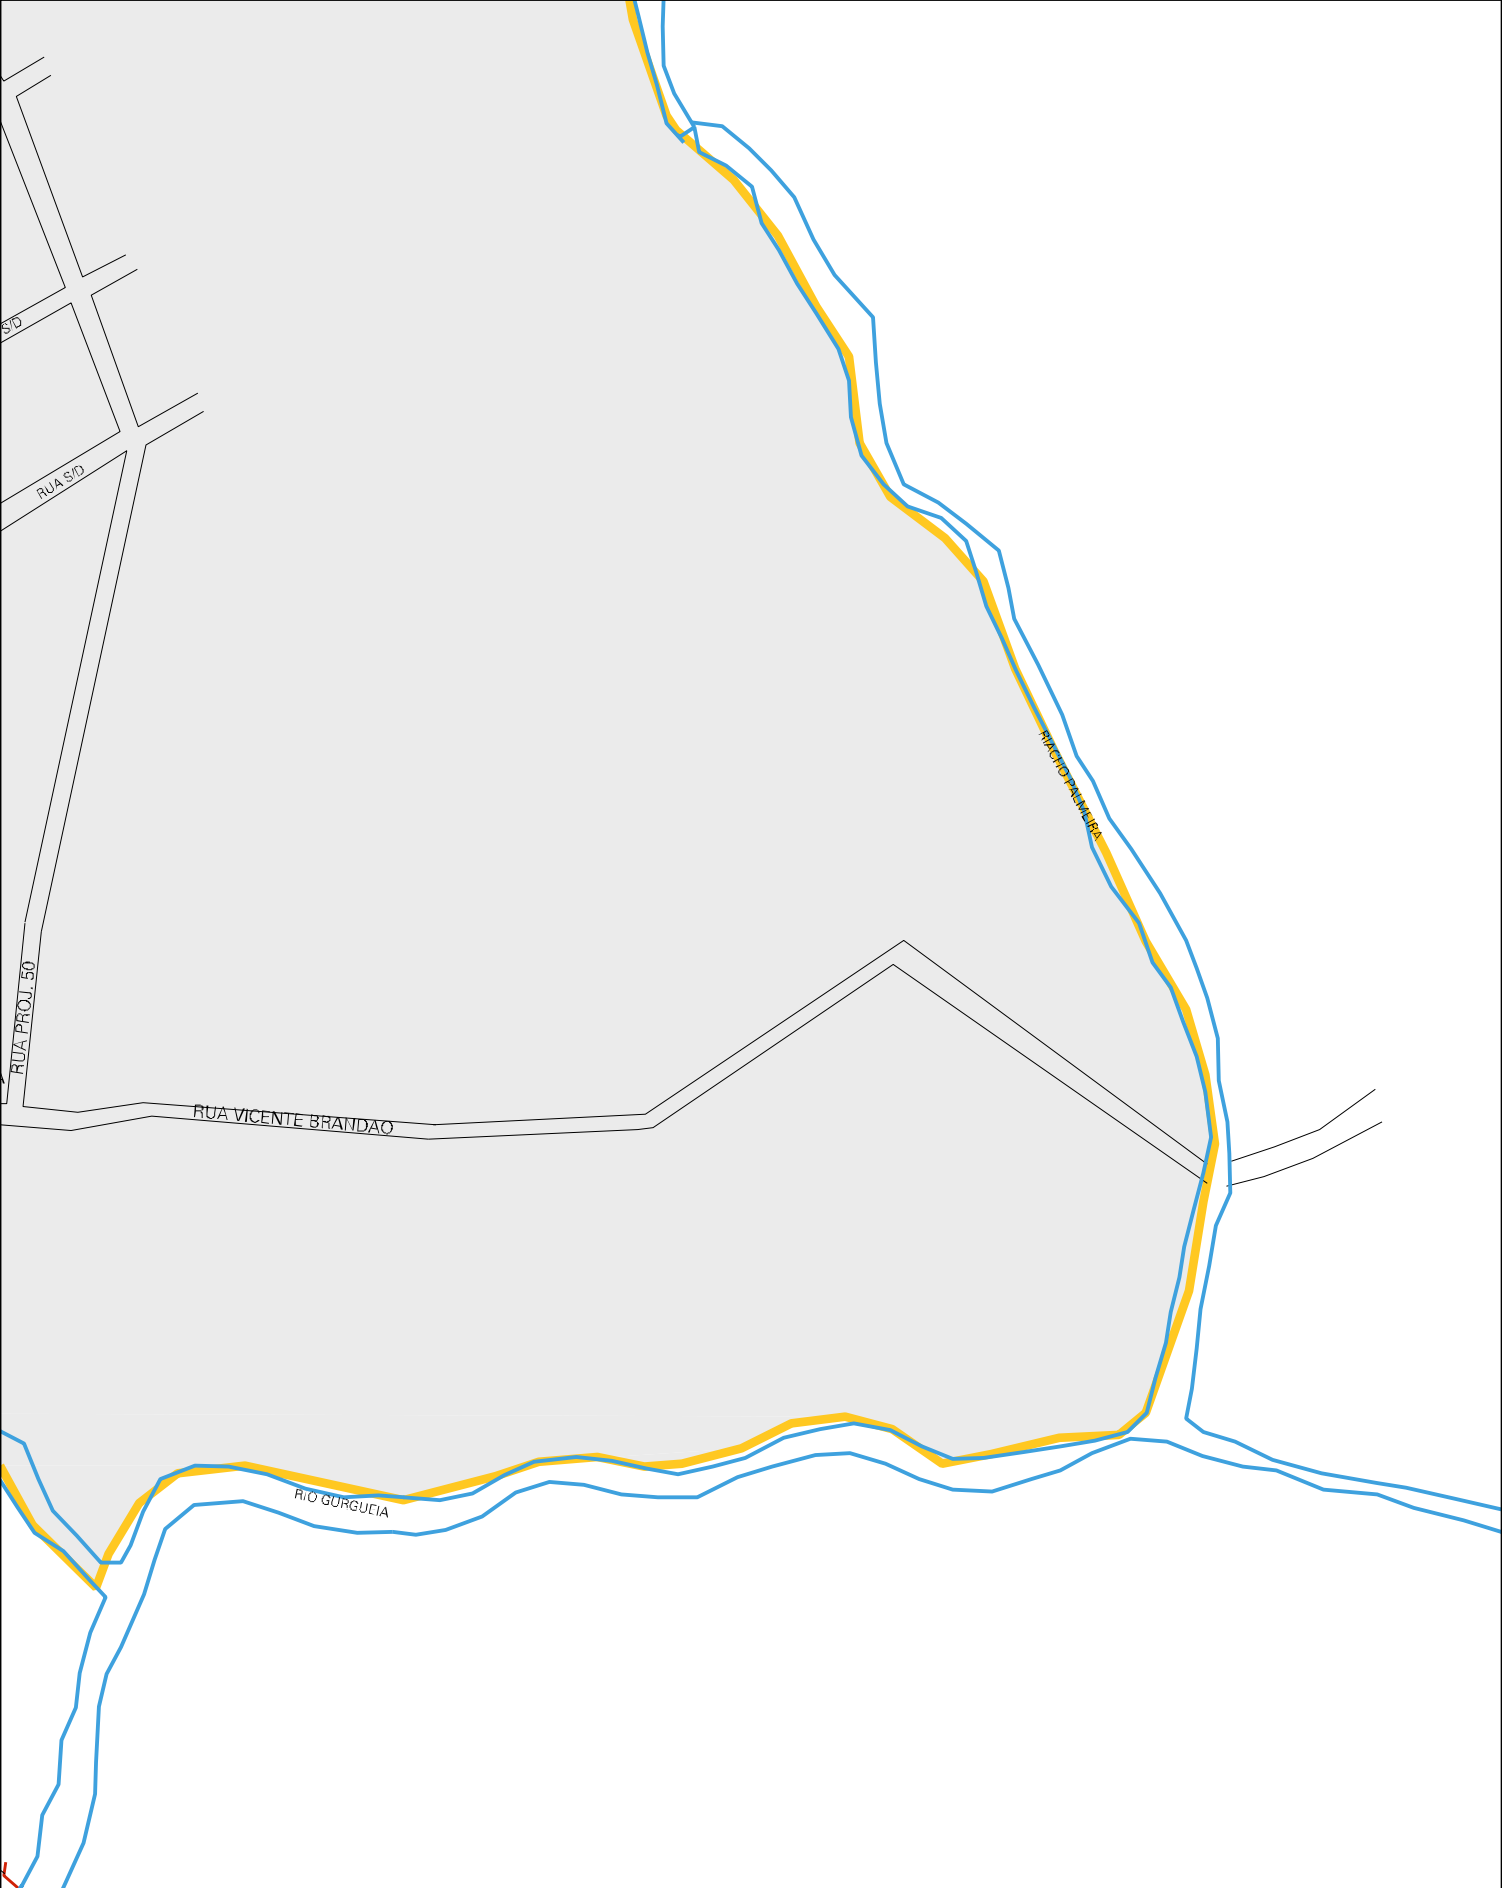 S/D
RUA S/D
RIACHO PALMEIRA
RUA PROJ. 50
RUA VICENTE BRANDAO
RIO GURGUEIA